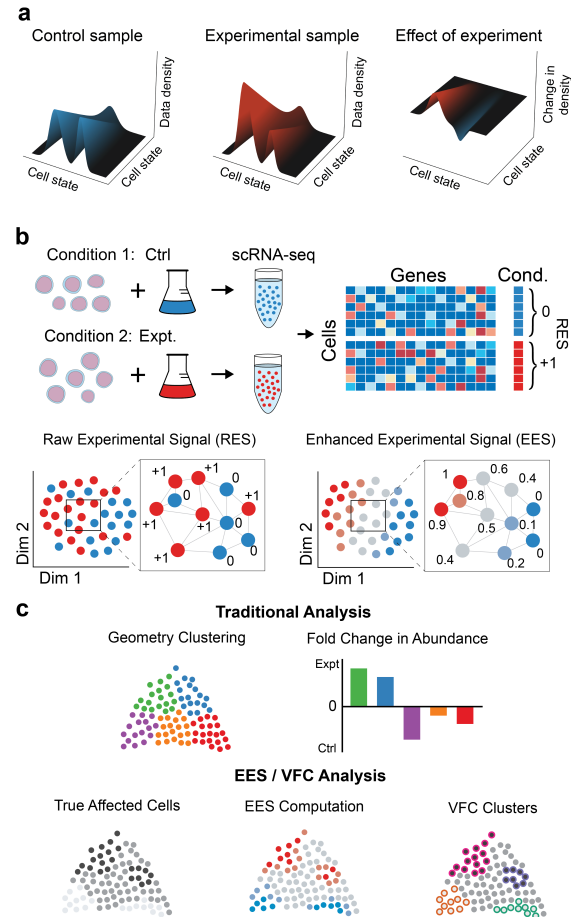 a
Control sample
Experimental sample
Effect of experiment
Data density
Data density
Change in
density
Cell state
Cell state
Cell state
Cell state
Cell state
Cell state
b
Condition 1: Ctrl
scRNA-seq
Condition 2: Expt.
Genes
Cond.
Cells
0
+1
RES
Raw Experimental Signal (RES)
Enhanced Experimental Signal (EES)
Dim 2
Dim 1
+1
+1
0
0
+1
+1
+1
0
+1
0
0
Dim 2
Dim 1
1
0.6
0.4
0.8
0
0.9
0.5
0.1
0
0.4
0.2
c
Traditional Analysis
Geometry Clustering
Fold Change in Abundance
Expt
0
Ctrl
EES / VFC Analysis
True Affected Cells
EES Computation
VFC Clusters